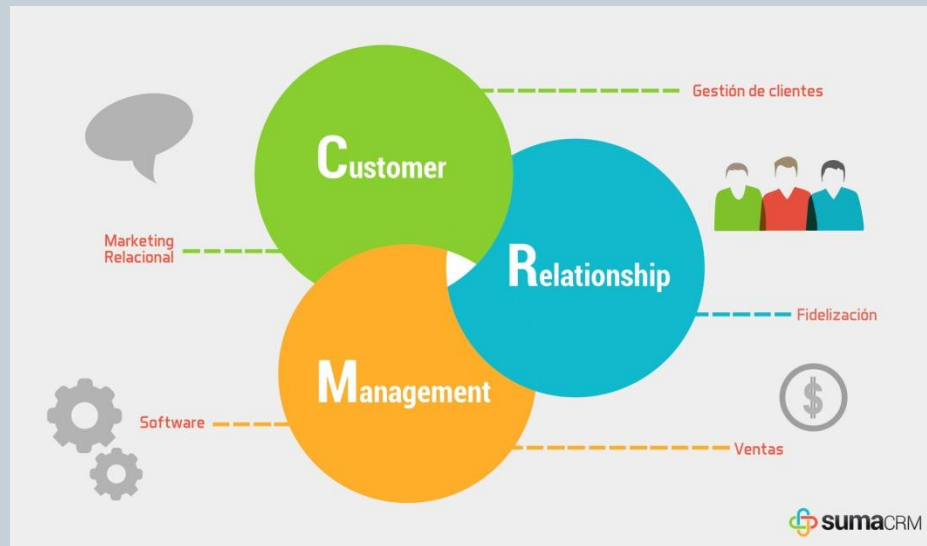 Customer
Gestión de clientes
Marketing
Relacional
Relationship
Fidelización
Management
Software
Ventas
$
sumaCRM